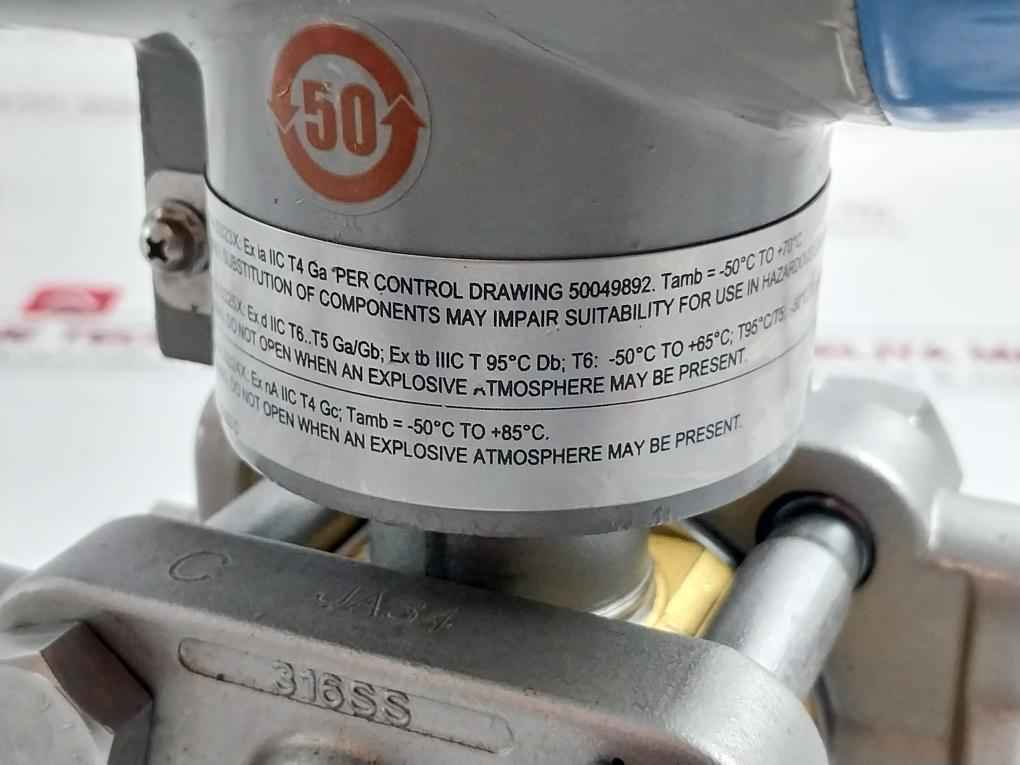 50
Ex ia IIC T4 Ga "PER CONTROL DRAWING 50049892. Tamb = -50°C TO +70°C.
SUBSTITUTION OF COMPONENTS MAY IMPAIR SUITABILITY FOR USE IN
Ex d IIC T6..T5 Ga/Gb; Ex tb IIIC T 95°C Db; T6: -50°C TO +65°C; T95°C/T5:
DO NOT OPEN WHEN AN EXPLOSIVE ATMOSPHERE MAY BE PRESENT.
Ex nA IIC T4 Gc; Tamb = -50°C TO +85°C.
DO NOT OPEN WHEN AN EXPLOSIVE ATMOSPHERE MAY BE PRESENT.
C
JA34
316SS